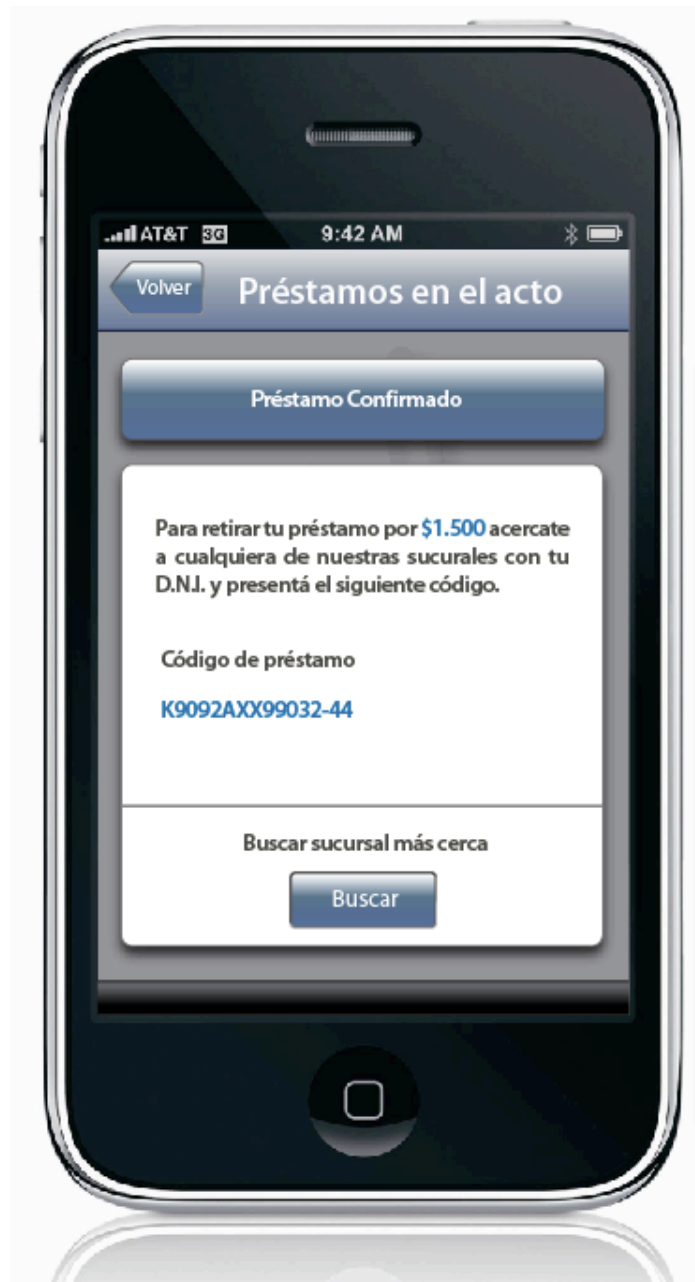 AT&T 3G 9:42 AM
Volver Préstamos en el acto
Préstamo Confirmado
Para retirar tu préstamo por $1.500 acercate
a cualquiera de nuestras sucurales con tu
D.N.I. y presentá el siguiente código.
Código de préstamo
K9092AXX99032-44
Buscar sucursal más cerca
Buscar